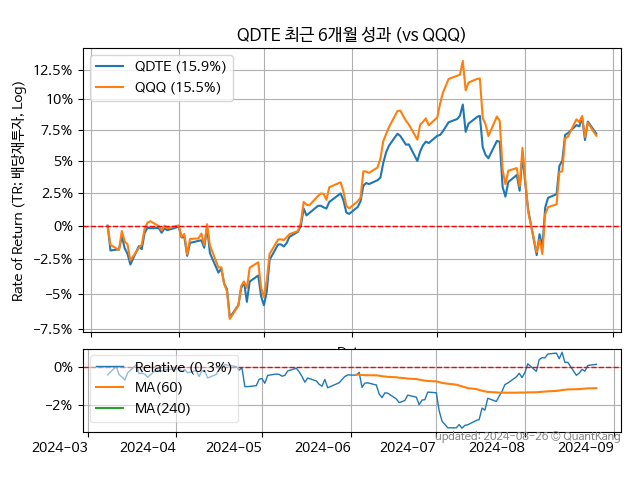 QDTE 최근 6개월 성과 (vs QQQ)
Rate of Return (TR: 배당재투자, Log)
12.5%
10%
7.5%
5%
2.5%
0%
−2.5%
−5%
−7.5%
QDTE (15.9%)
QQQ (15.5%)
0%
−2%
Relative (0.3%)
MA(60)
MA(240)
updated: 2024-08-26 © QuantKang
2024-03 2024-04 2024-05 2024-06 2024-07 2024-08 2024-09